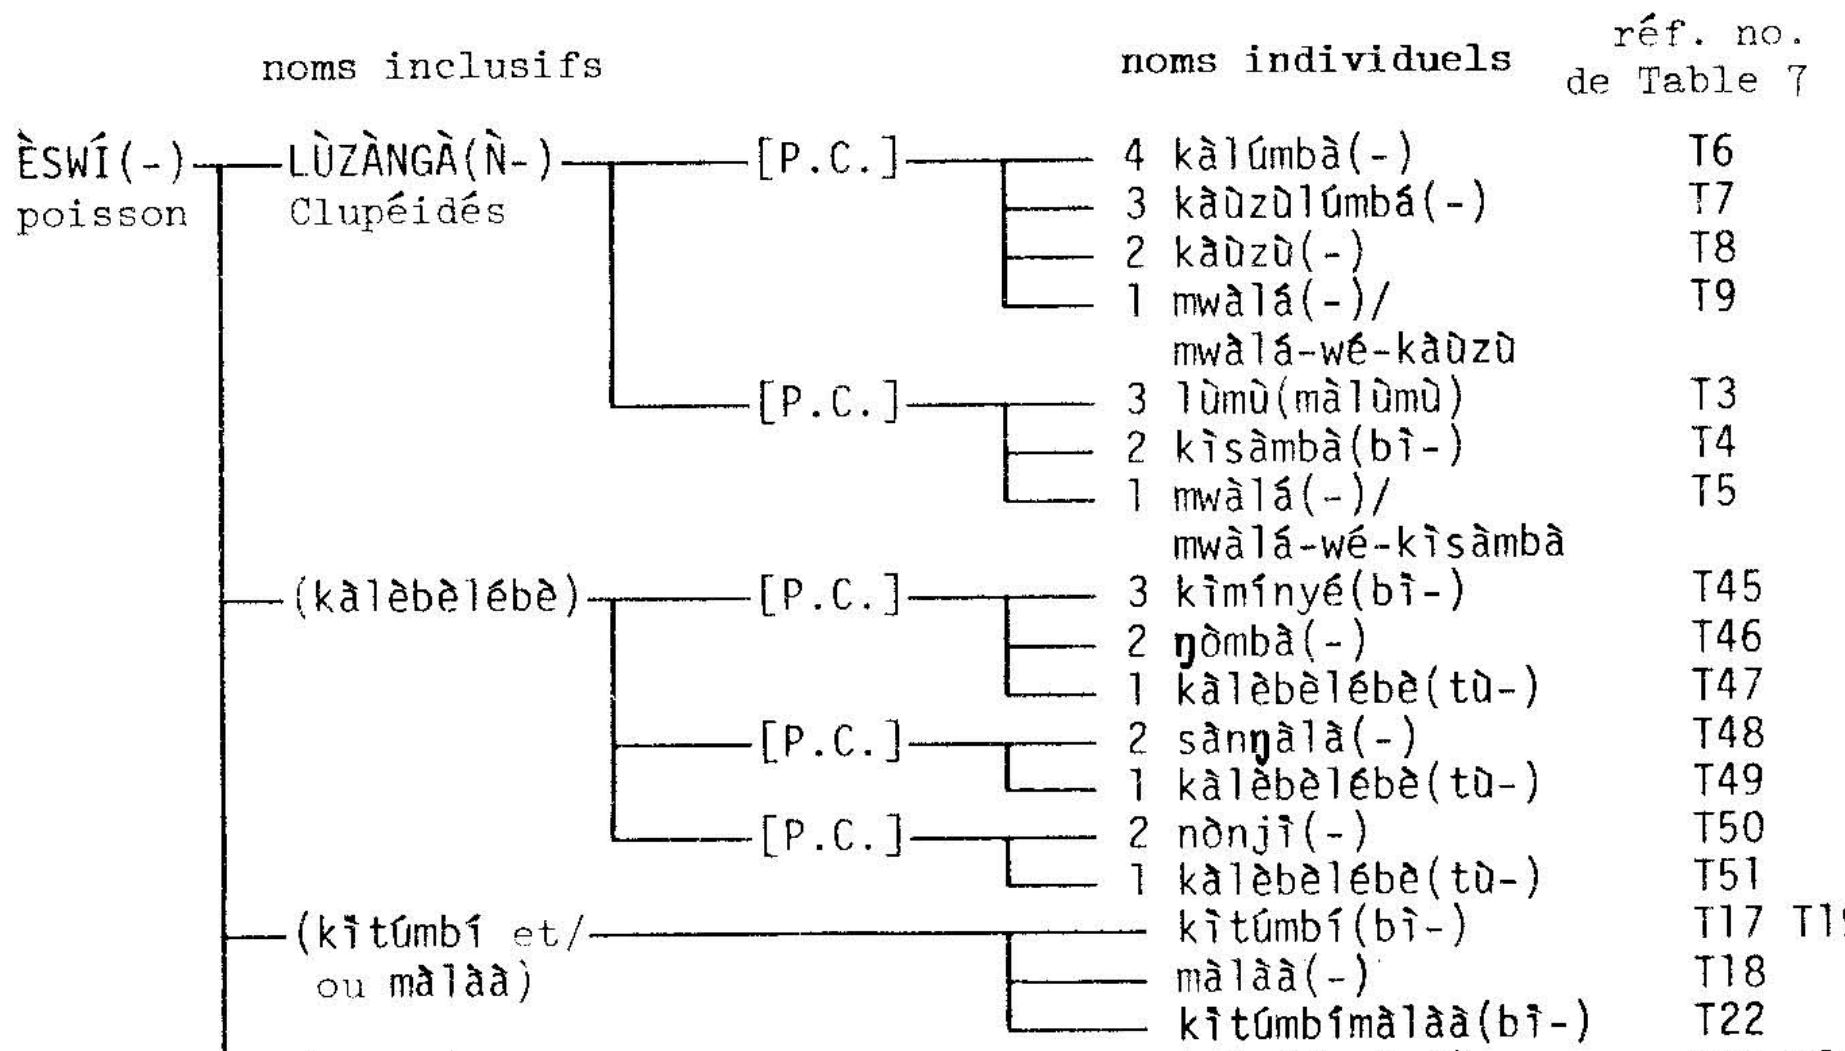 noms inclusifs noms individuels réf. no.
de Table 7
ÈSWÍ(-) LÙZÀNGÀ(Ǹ-) [P.C.] 4 kàlúmbà(-) T6
poisson Clupéidés 3 kàùzùlúmbá(-) T7
2 kàùzù(-) T8
1 mwàlá(-)/ T9
mwàlá-wé-kàùzù
[P.C.] 3 lùmù(màlùmù) T3
2 kìsàmbà(bì-) T4
1 mwàlá(-)/ T5
mwàlá-wé-kìsàmbà
(kàlèbèlébè) [P.C.] 3 kìmínyé(bì-) T45
2 ŋòmbà(-) T46
1 kàlèbèlébè(tù-) T47
[P.C.] 2 sànŋàlà(-) T48
1 kàlèbèlébè(tù-) T49
[P.C.] 2 nònjì(-) T50
1 kàlèbèlébè(tù-) T51
(kìtúmbí et/ kìtúmbí(bì-) T17
ou màlàà) màlàà(-) T18
kìtúmbímàlàà(bì-) T22